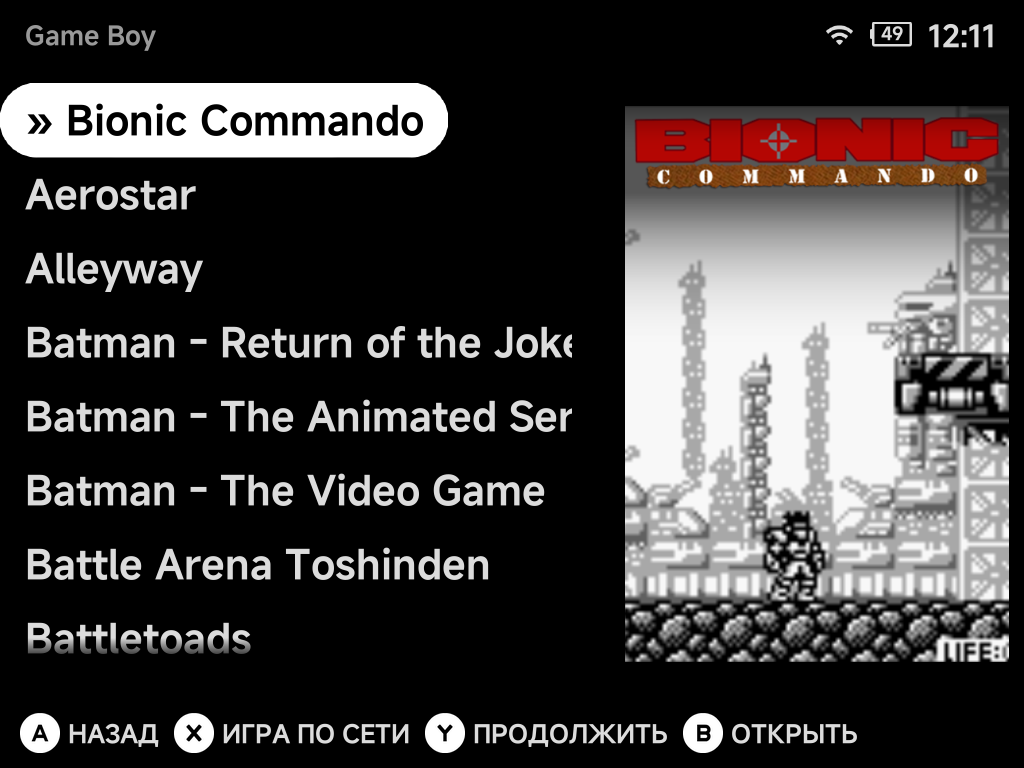 Game Boy 49 12:11
» Bionic Commando
Aerostar
Alleyway
Batman - Return of the Joke
Batman - The Animated Ser
Batman - The Video Game
Battle Arena Toshinden
Battletoads
BIONIC
COMMANDO
LIFE:
A НАЗАД X ИГРА ПО СЕТИ Y ПРОДОЛЖИТЬ B ОТКРЫТЬ